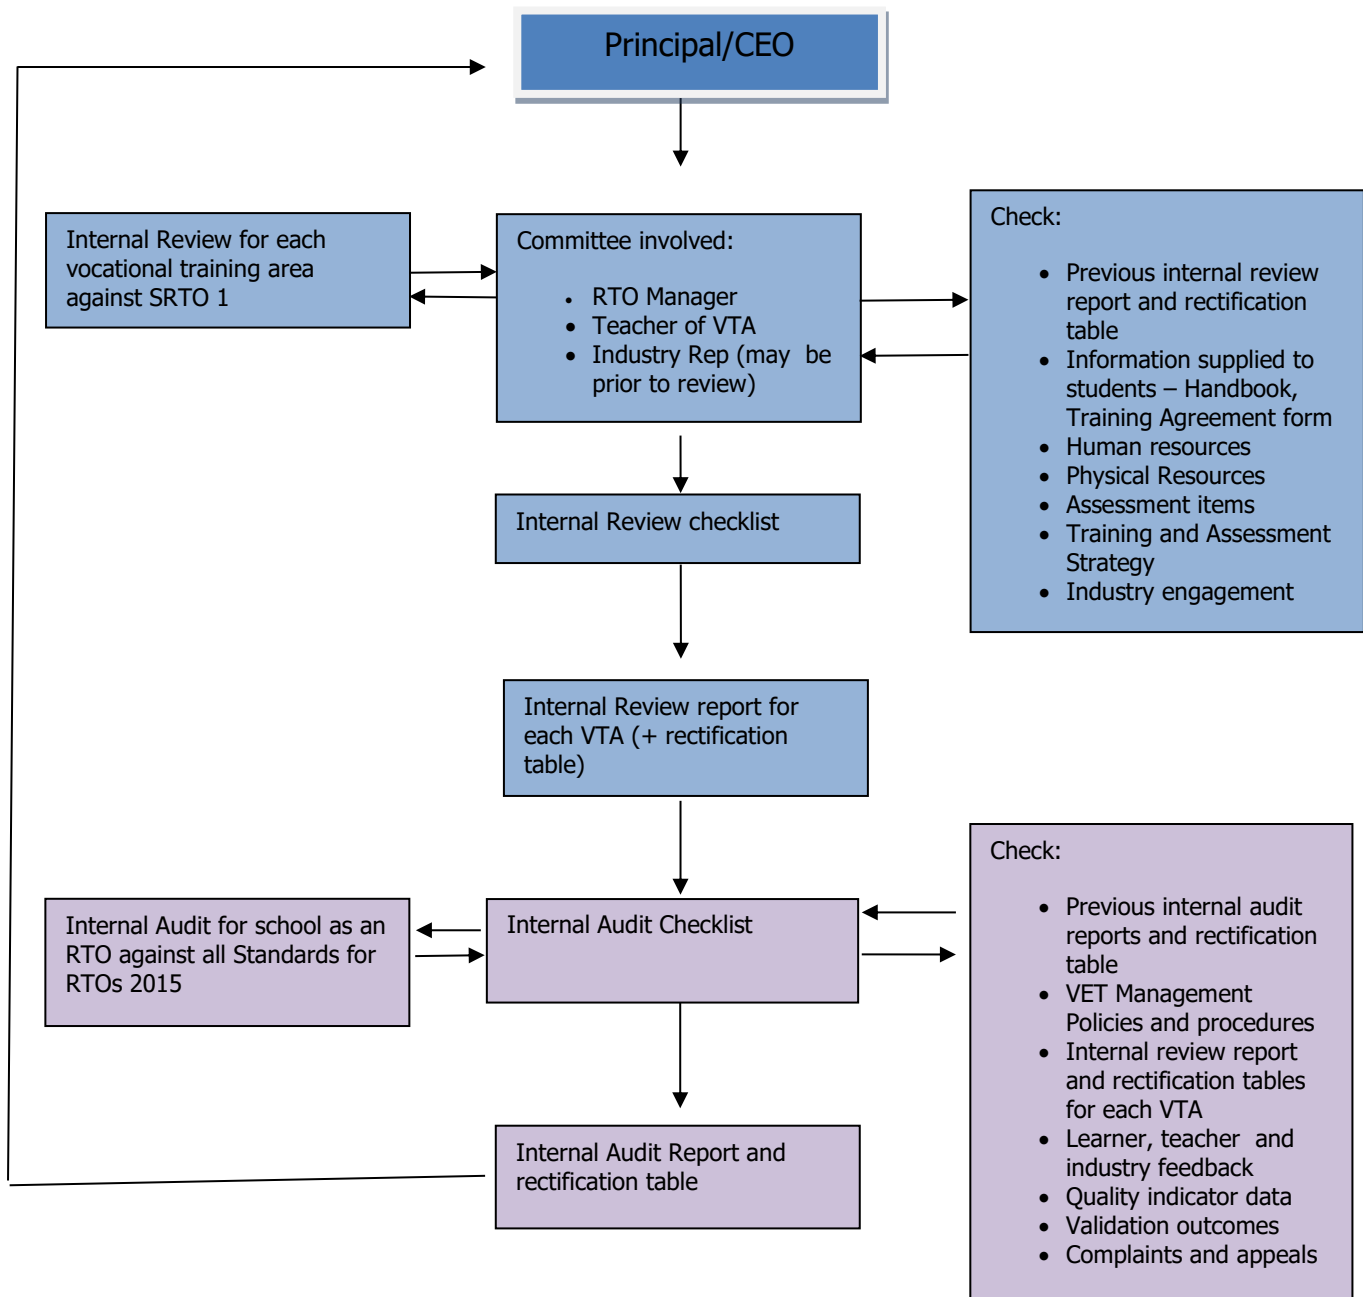 Principal/CEO
Internal Review for each
vocational training area
against SRTO 1
Committee involved:
• RTO Manager
• Teacher of VTA
• Industry Rep (may  be
prior to review)
Check:
• Previous internal review
report and rectification
table
• Information supplied to
students – Handbook,
Training Agreement form
• Human resources
• Physical Resources
• Assessment items
• Training and Assessment
Strategy
• Industry engagement
Internal Review checklist
Internal Review report for
each VTA (+ rectification
table)
Internal Audit for school as an
RTO against all Standards for
RTOs 2015
Internal Audit Checklist
Check:
• Previous internal audit
reports and rectification
table
• VET Management
Policies and procedures
• Internal review report
and rectification tables
for each VTA
• Learner, teacher  and
industry feedback
• Quality indicator data
• Validation outcomes
• Complaints and appeals
Internal Audit Report and
rectification table